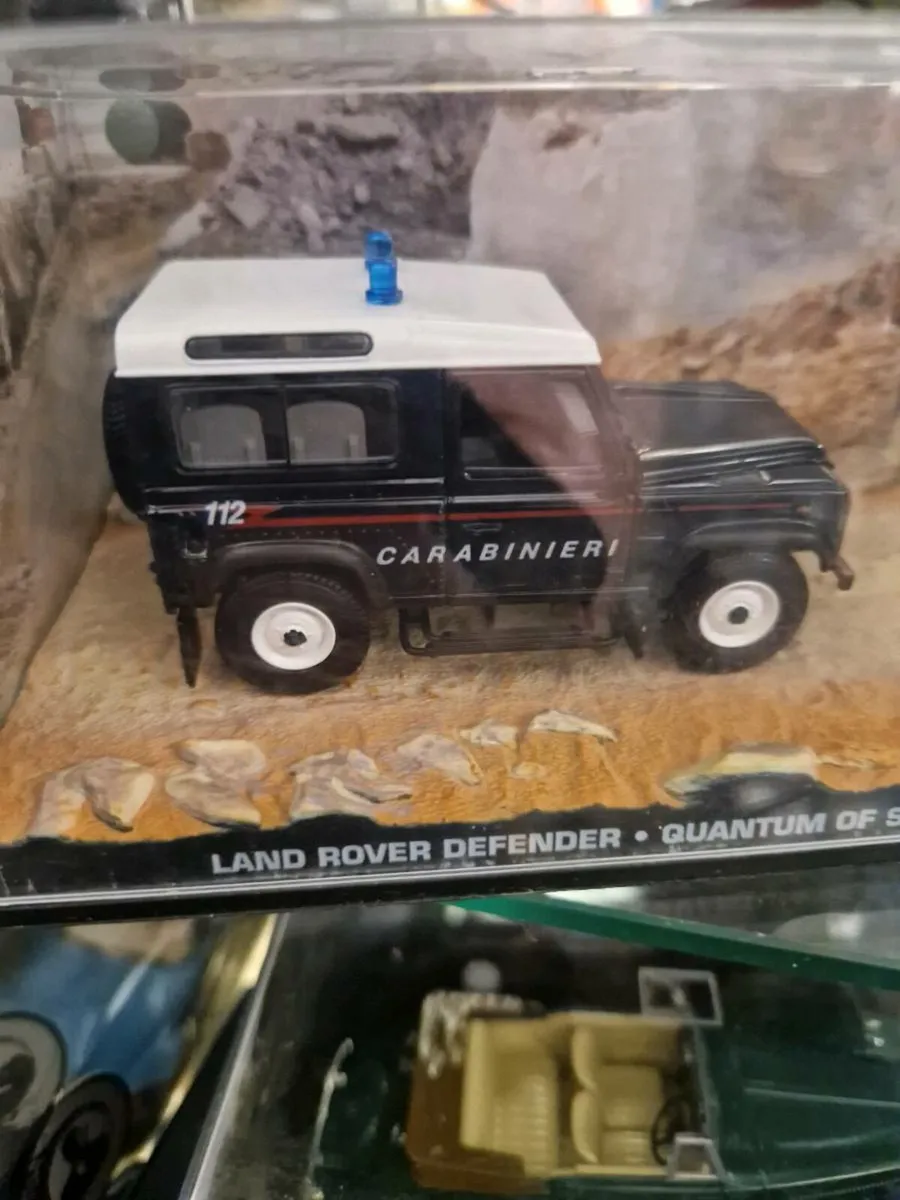 112
CARABINIERI
LAND ROVER DEFENDER • QUANTUM OF S